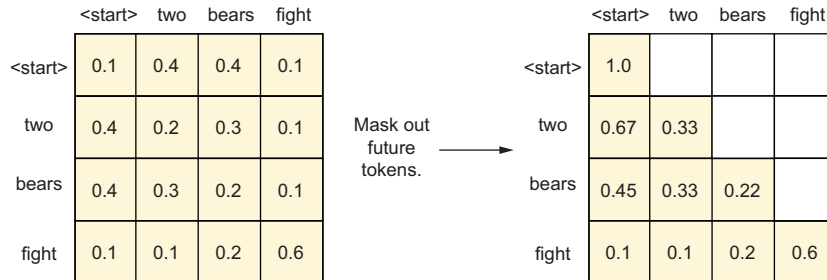 <start> two bears fight
<start> 0.1 0.4 0.4 0.1
two 0.4 0.2 0.3 0.1
bears 0.4 0.3 0.2 0.1
fight 0.1 0.1 0.2 0.6
Mask out
future
tokens.
<start> two bears fight
<start> 1.0
two 0.67 0.33
bears 0.45 0.33 0.22
fight 0.1 0.1 0.2 0.6